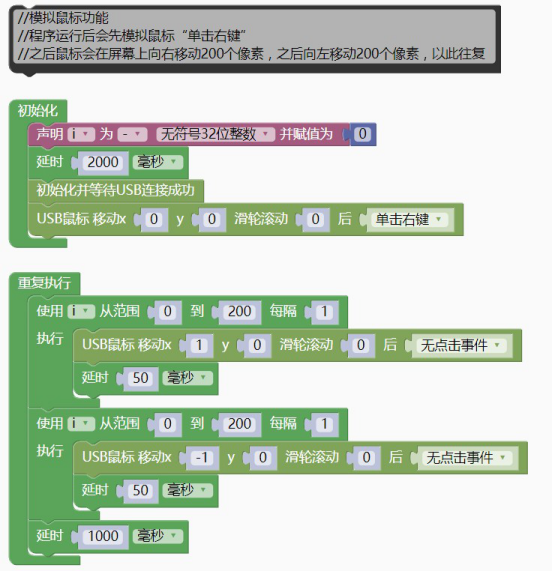 //模拟鼠标功能
//程序运行后会先模拟鼠标“单击右键”
//之后鼠标会在屏幕上向右移动200个像素，之后向左移动200个像素，以此往复
初始化
声明 i 为 - 无符号32位整数 并赋值为 0
延时 2000 毫秒
初始化并等待USB连接成功
USB鼠标 移动x 0 y 0 滑轮滚动 0 后 单击右键
重复执行
使用 i 从范围 0 到 200 每隔 1
执行 USB鼠标 移动x 1 y 0 滑轮滚动 0 后 无点击事件
延时 50 毫秒
使用 i 从范围 0 到 200 每隔 1
执行 USB鼠标 移动x -1 y 0 滑轮滚动 0 后 无点击事件
延时 50 毫秒
延时 1000 毫秒